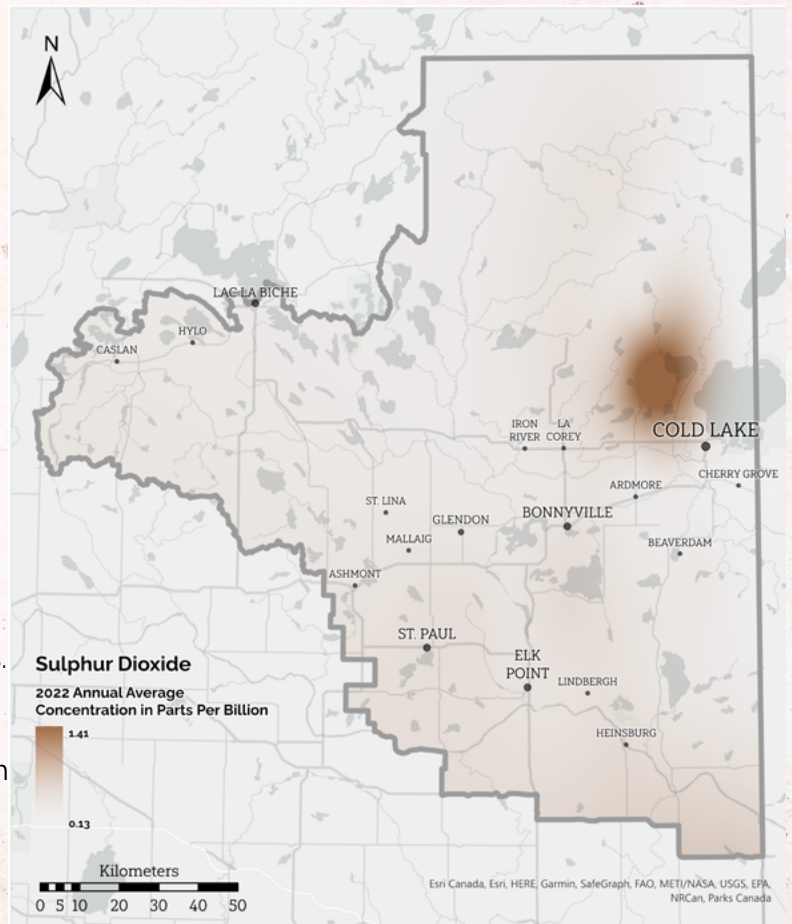 N
LAC LA BICHE
HYLO
CASLAN
IRON
RIVER
LA
COREY
COLD LAKE
CHERRY GROVE
ARDMORE
ST. LINA
GLENDON
BONNYVILLE
MALLAIG
BEAVERDAM
ASHMONT
ST. PAUL
ELK
POINT
LINDBERGH
HEINSBURG
Sulphur Dioxide
2022 Annual Average
Concentration in Parts Per Billion
1.41
0.13
Kilometers
0 5 10 20 30 40 50
Esri Canada, Esri, HERE, Garmin, SafeGraph, FAO, METI/NASA, USGS, EPA,
NRCan, Parks Canada